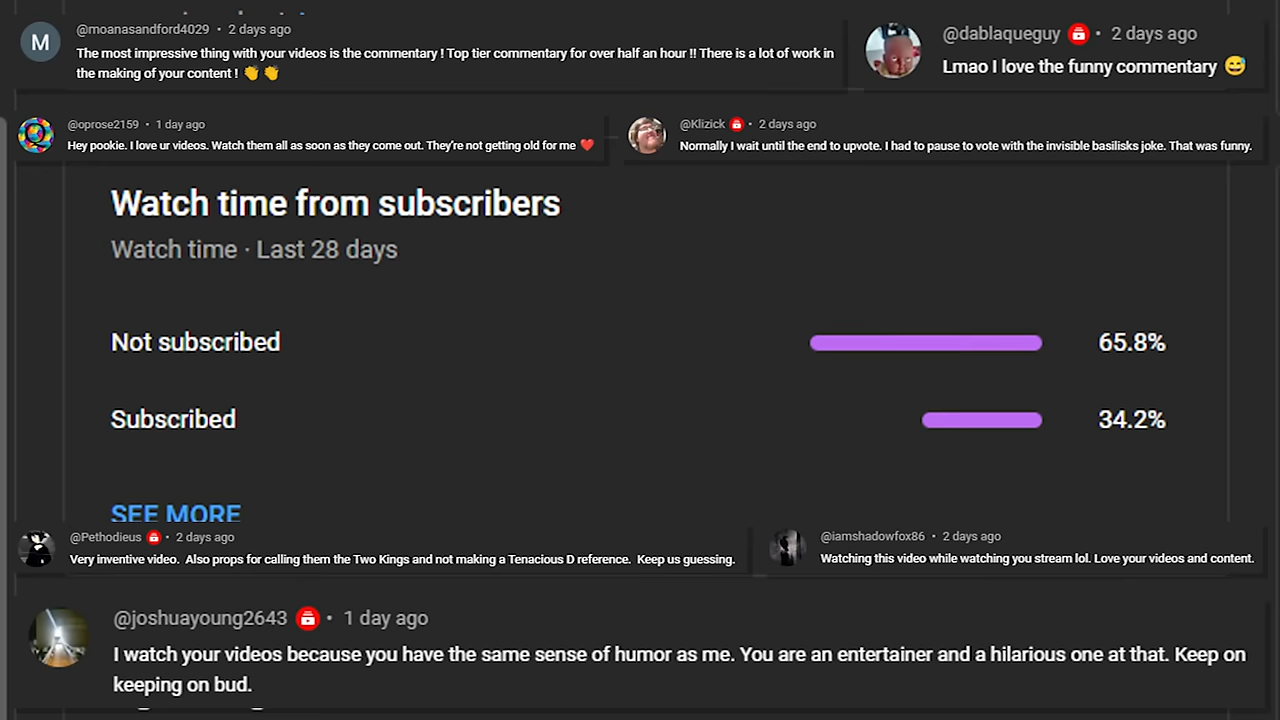 M
@moanasandford4029 • 2 days ago
The most impressive thing with your videos is the commentary ! Top tier commentary for over half an hour !! There is a lot of work in
the making of your content ! 👏 👏
@dablaqueguy • 2 days ago
Lmao I love the funny commentary 😅
@oprose2159 • 1 day ago
Hey pookie. I love ur videos. Watch them all as soon as they come out. They're not getting old for me ❤️
@Klizick • 2 days ago
Normally I wait until the end to upvote. I had to pause to vote with the invisible basilisks joke. That was funny.
Watch time from subscribers
Watch time · Last 28 days
Not subscribed 65.8%
Subscribed 34.2%
SEE MORE
@Pethodieus • 2 days ago
Very inventive video. Also props for calling them the Two Kings and not making a Tenacious D reference. Keep us guessing.
@iamshadowfox86 • 2 days ago
Watching this video while watching you stream lol. Love your videos and content.
@joshuayoung2643 • 1 day ago
I watch your videos because you have the same sense of humor as me. You are an entertainer and a hilarious one at that. Keep on
keeping on bud.